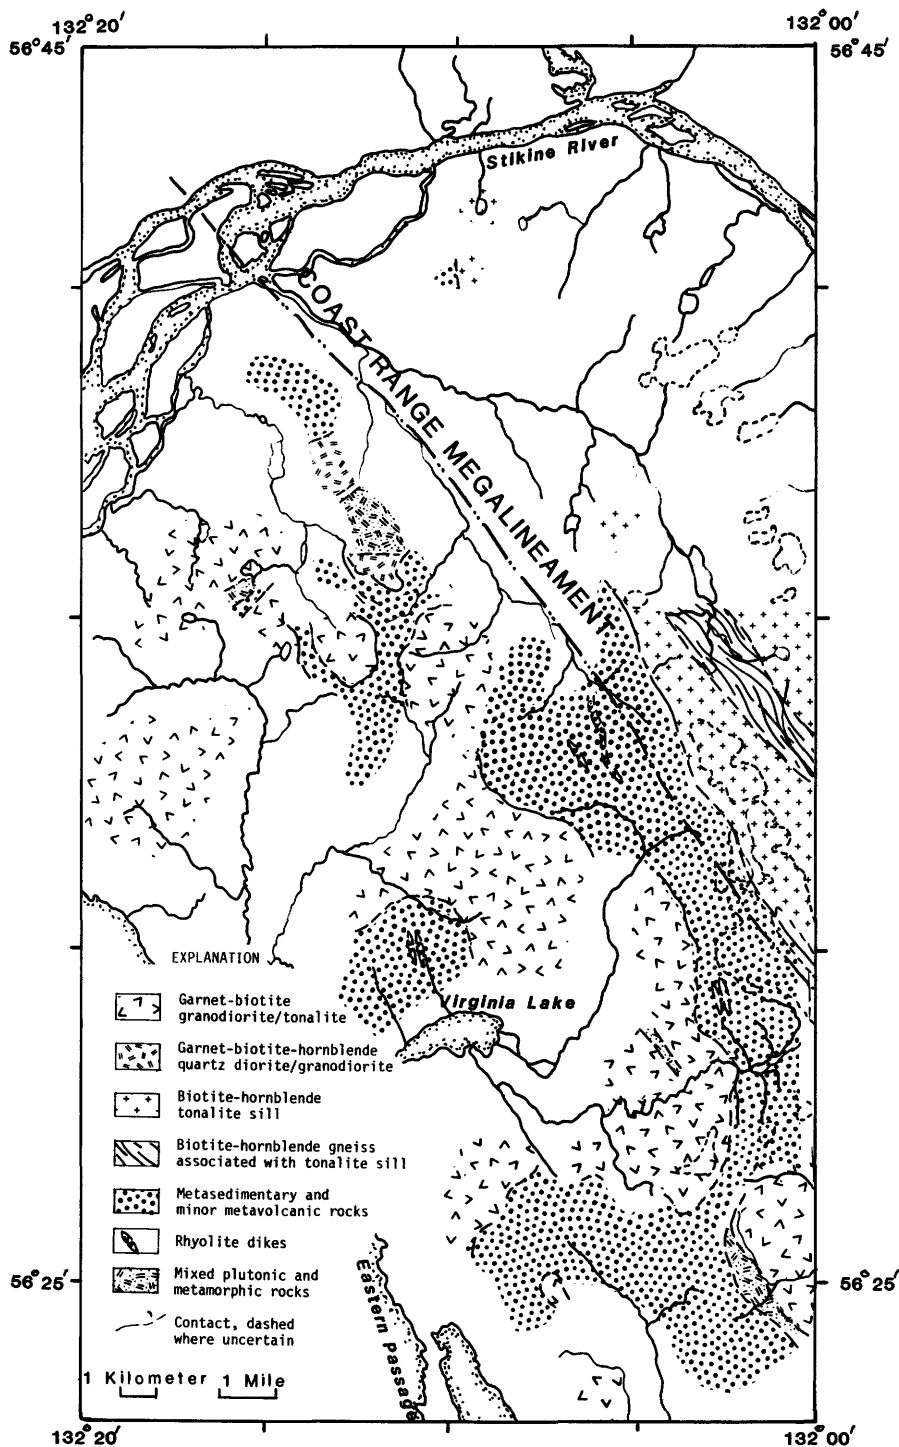 132°20′
132°00′
56°45′
56°45′
Stikine River
COAST RANGE MEGALINEAMENT
EXPLANATION
Garnet-biotite
granodiorite/tonalite
Virginia Lake
Garnet-biotite-hornblende
quartz diorite/granodiorite
Biotite-hornblende
tonalite sill
Biotite-hornblende gneiss
associated with tonalite sill
Metasedimentary and
minor metavolcanic rocks
Rhyolite dikes
Mixed plutonic and
metamorphic rocks
56°25′
56°25′
Eastern Passage
Contact, dashed
where uncertain
1 Kilometer 1 Mile
132°20′
132°00′